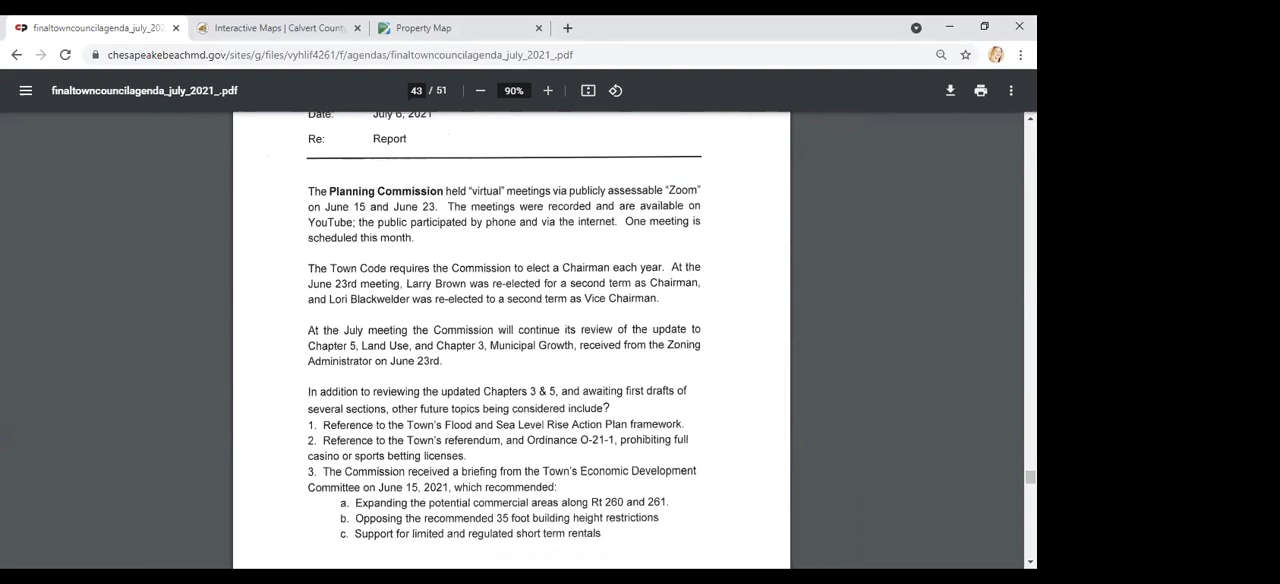 finaltowncouncilagenda_july_202
Interactive Maps | Calvert County
Property Map
chesapeakebeachmd.gov/sites/g/files/vyhlif4261/f/agendas/finaltowncouncilagenda_july_2021_.pdf
finaltowncouncilagenda_july_2021_.pdf
43 / 51
90%
Date: July 6, 2021
Re: Report
The Planning Commission held “virtual” meetings via publicly assessable “Zoom”
on June 15 and June 23. The meetings were recorded and are available on
YouTube; the public participated by phone and via the internet. One meeting is
scheduled this month.
The Town Code requires the Commission to elect a Chairman each year. At the
June 23rd meeting, Larry Brown was re-elected for a second term as Chairman,
and Lori Blackwelder was re-elected to a second term as Vice Chairman.
At the July meeting the Commission will continue its review of the update to
Chapter 5, Land Use, and Chapter 3, Municipal Growth, received from the Zoning
Administrator on June 23rd.
In addition to reviewing the updated Chapters 3 & 5, and awaiting first drafts of
several sections, other future topics being considered include?
1. Reference to the Town's Flood and Sea Level Rise Action Plan framework.
2. Reference to the Town's referendum, and Ordinance O-21-1, prohibiting full
casino or sports betting licenses.
3. The Commission received a briefing from the Town's Economic Development
Committee on June 15, 2021, which recommended:
a. Expanding the potential commercial areas along Rt 260 and 261.
b. Opposing the recommended 35 foot building height restrictions
c. Support for limited and regulated short term rentals